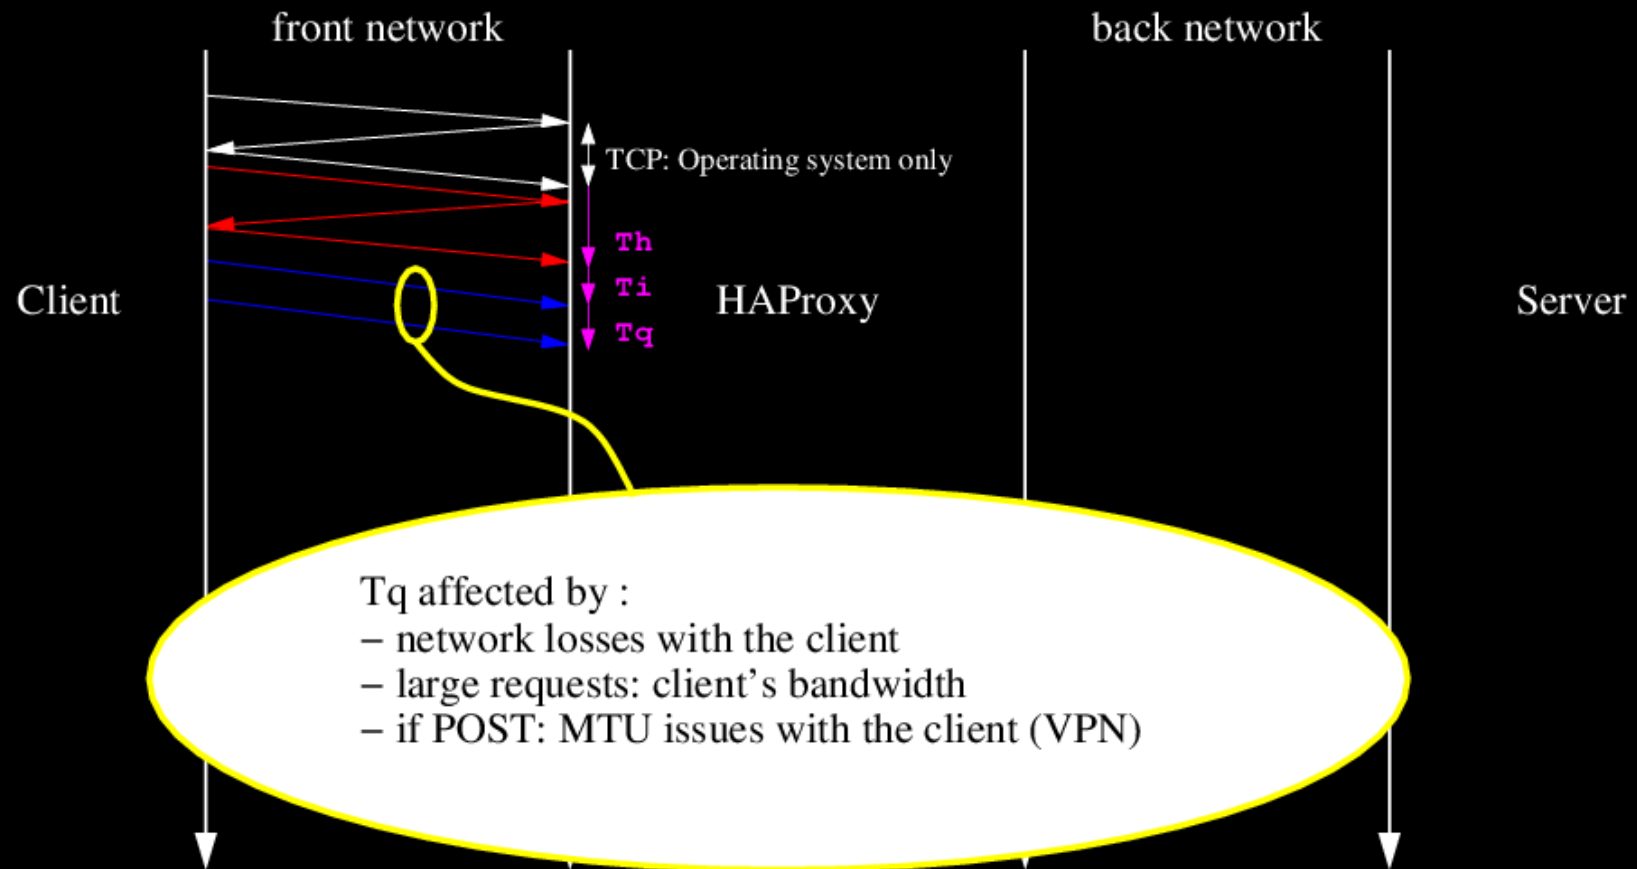 front network
back network
TCP: Operating system only
Th
Ti
Client
HAProxy
Server
Tq
Tq affected by :
– network losses with the client
– large requests: client's bandwidth
– if POST: MTU issues with the client (VPN)